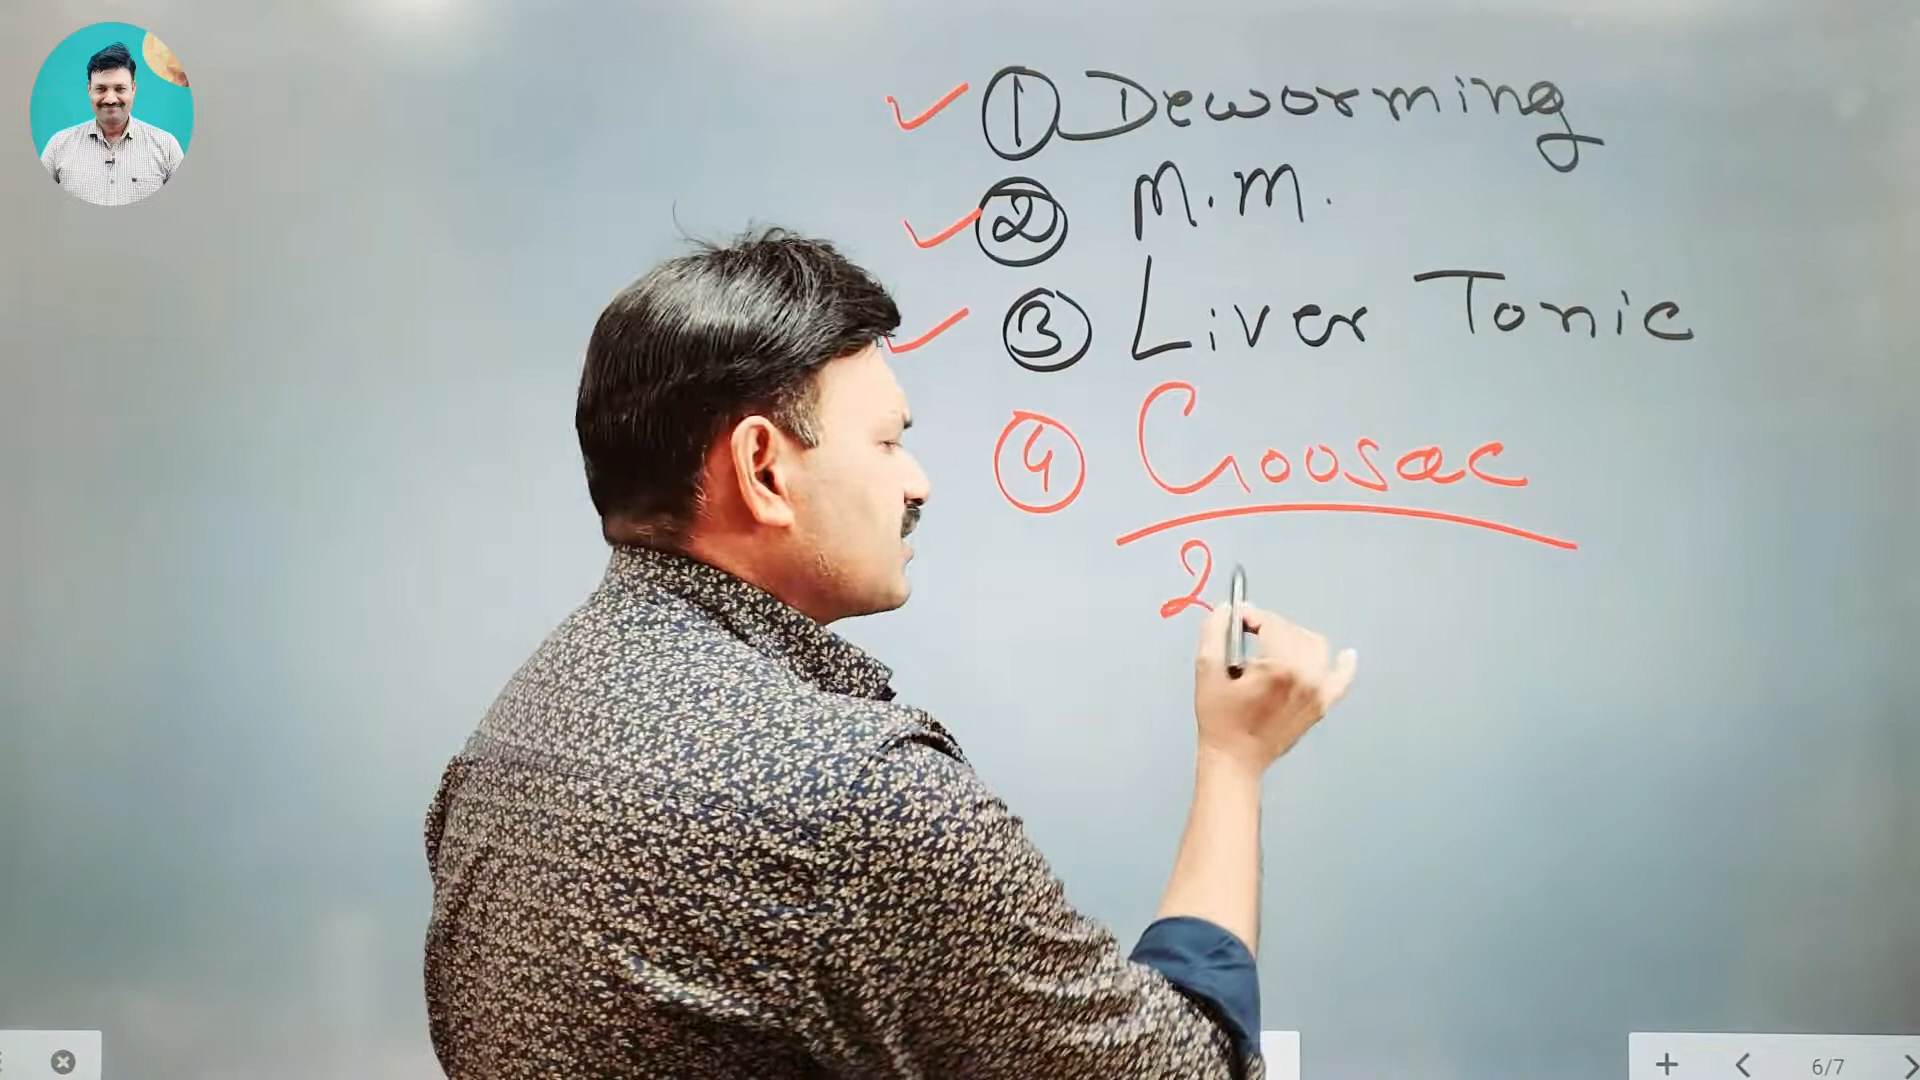 ① Deworming
② M.M.
③ Liver Tonic
④ Goosac
2
6/7